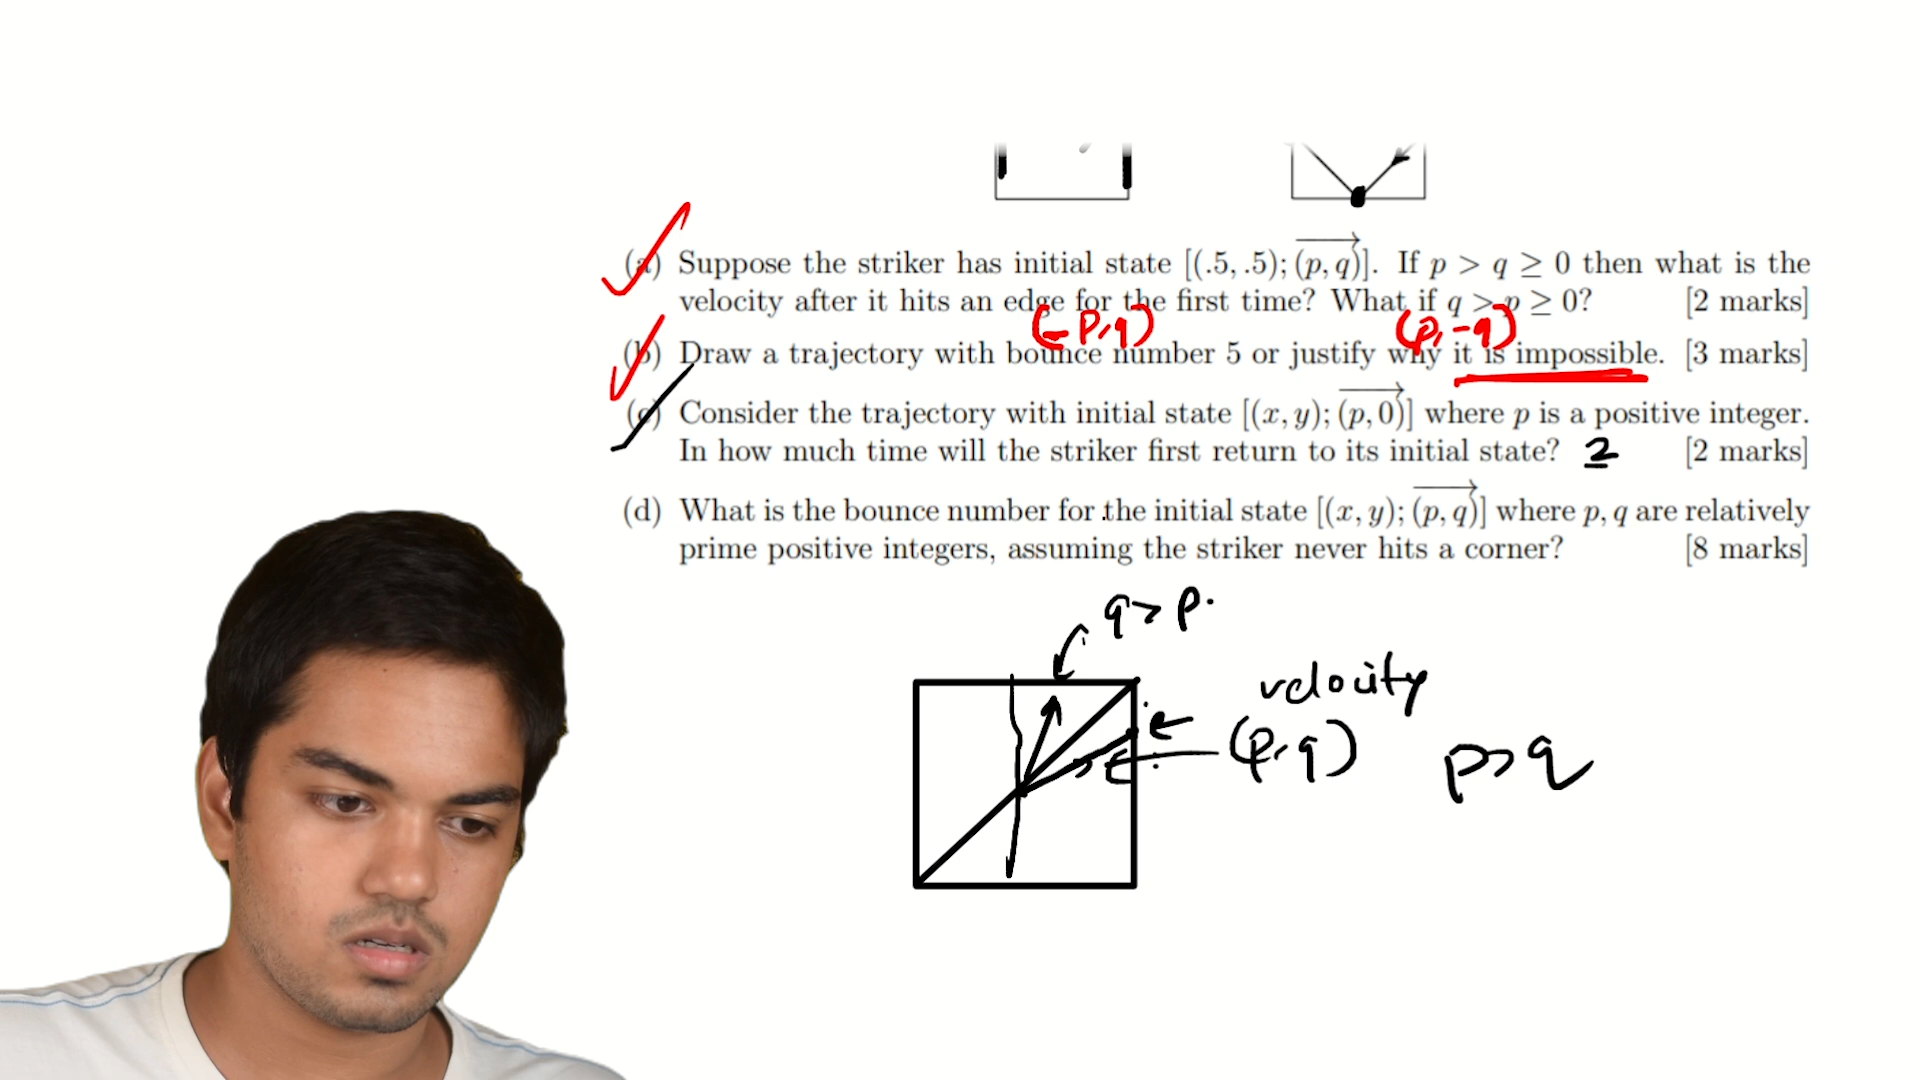 (a) Suppose the striker has initial state [(.5, .5); (p, q)]. If p > q ≥ 0 then what is the
velocity after it hits an edge for the first time? What if q > p ≥ 0? [2 marks]
(-p, q) (p, -q)
(b) Draw a trajectory with bounce number 5 or justify why it is impossible. [3 marks]
(c) Consider the trajectory with initial state [(x, y); (p, 0)] where p is a positive integer.
In how much time will the striker first return to its initial state? 2 [2 marks]
(d) What is the bounce number for the initial state [(x, y); (p, q)] where p, q are relatively
prime positive integers, assuming the striker never hits a corner? [8 marks]
q > p.
velocity
(p, q) p > q